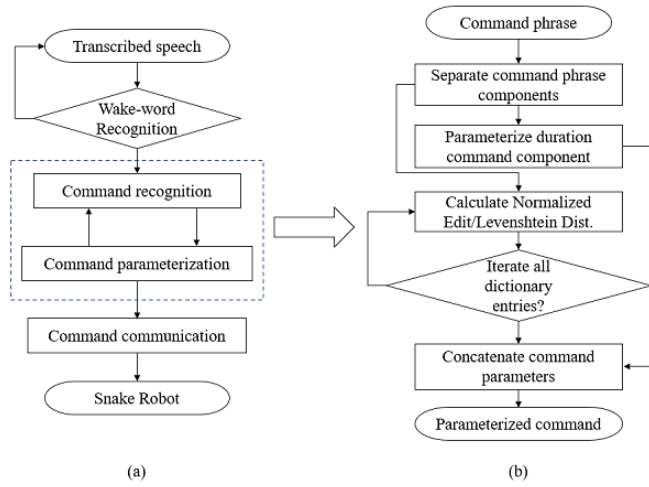 Transcribed speech
Wake-word
Recognition
Command recognition
Command parameterization
Command communication
Snake Robot
(a)
Command phrase
Separate command phrase
components
Parameterize duration
command component
Calculate Normalized
Edit/Levenshtein Dist.
Iterate all
dictionary
entries?
Concatenate command
parameters
Parameterized command
(b)